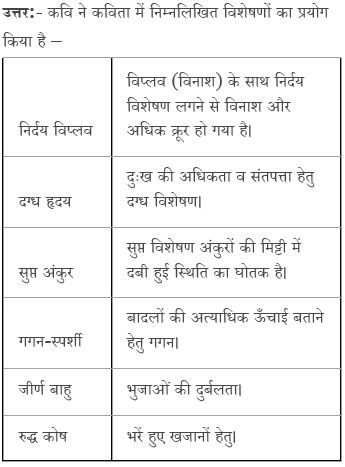 उत्तर:- कवि ने कविता में निम्नलिखित विशेषणों का प्रयोग
किया है –
निर्दय विप्लव
विप्लव (विनाश) के साथ निर्दय
विशेषण लगने से विनाश और
अधिक क्रूर हो गया है।
दग्ध हृदय
दुःख की अधिकता व संतपत्ता हेतु
दग्ध विशेषण।
सुप्त अंकुर
सुप्त विशेषण अंकुरों की मिट्टी में
दबी हुई स्थिति का घोतक है।
गगन-स्पर्शी
बादलों की अत्याधिक ऊँचाई बताने
हेतु गगन।
जीर्ण बाहु
भुजाओं की दुर्बलता।
रुद्ध कोष
भरें हुए खजानों हेतु।